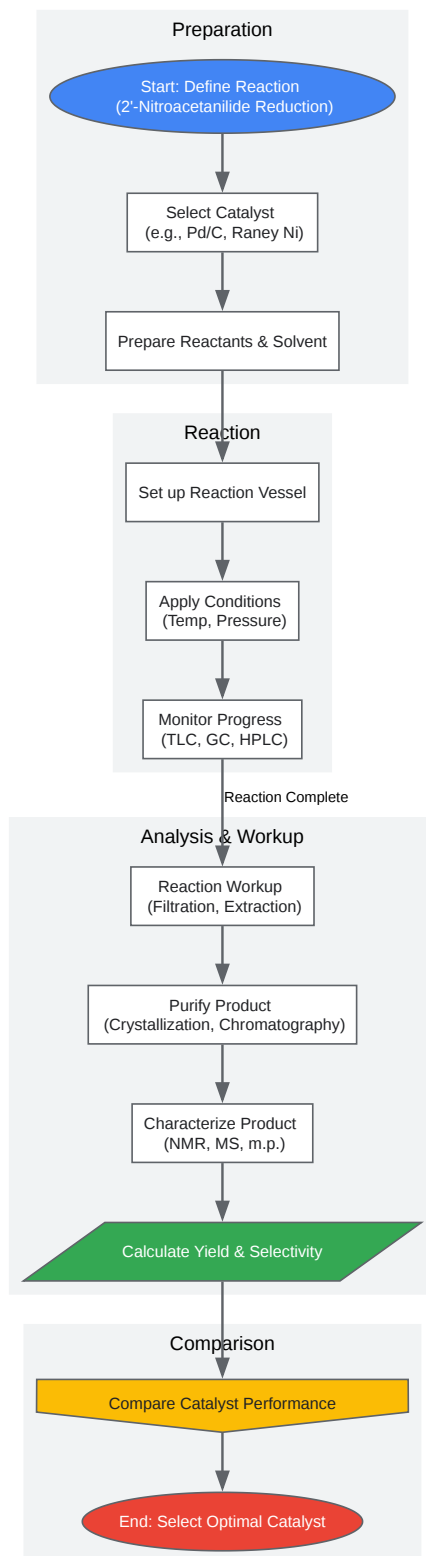 Preparation
Start: Define Reaction
(2'-Nitroacetanilide Reduction)
Select Catalyst
(e.g., Pd/C, Raney Ni)
Prepare Reactants & Solvent
Reaction
Set up Reaction Vessel
Apply Conditions
(Temp, Pressure)
Monitor Progress
(TLC, GC, HPLC)
Reaction Complete
Analysis & Workup
Reaction Workup
(Filtration, Extraction)
Purify Product
(Crystallization, Chromatography)
Characterize Product
(NMR, MS, m.p.)
Calculate Yield & Selectivity
Comparison
Compare Catalyst Performance
End: Select Optimal Catalyst